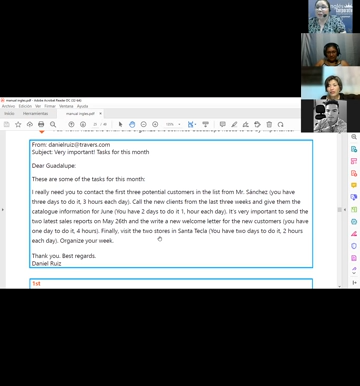 manual ingles.pdf - Adobe Acrobat Reader DC (32-bit)
Archivo Edición Ver Firmar Ventana Ayuda
Inicio Herramientas manual ingles.pdf ×
From: danielruiz@travers.com
Subject: Very important! Tasks for this month
Dear Guadalupe:
These are some of the tasks for this month:
I really need you to contact the first three potential customers in the list from Mr. Sánchez (you have
three days to do it, 3 hours each day). Call the new clients from the last three weeks and give them the
catalogue information for June (You have 2 days to do it 1, hour each day). It's very important to send the
two latest sales reports on May 26th and the write a new welcome letter for the new customers (you have
one day to do it, 4 hours). Finally, visit the two stores in Santa Tecla (You have two days to do it, 2 hours
each day). Organize your week.
Thank you. Best regards.
Daniel Ruiz
1st